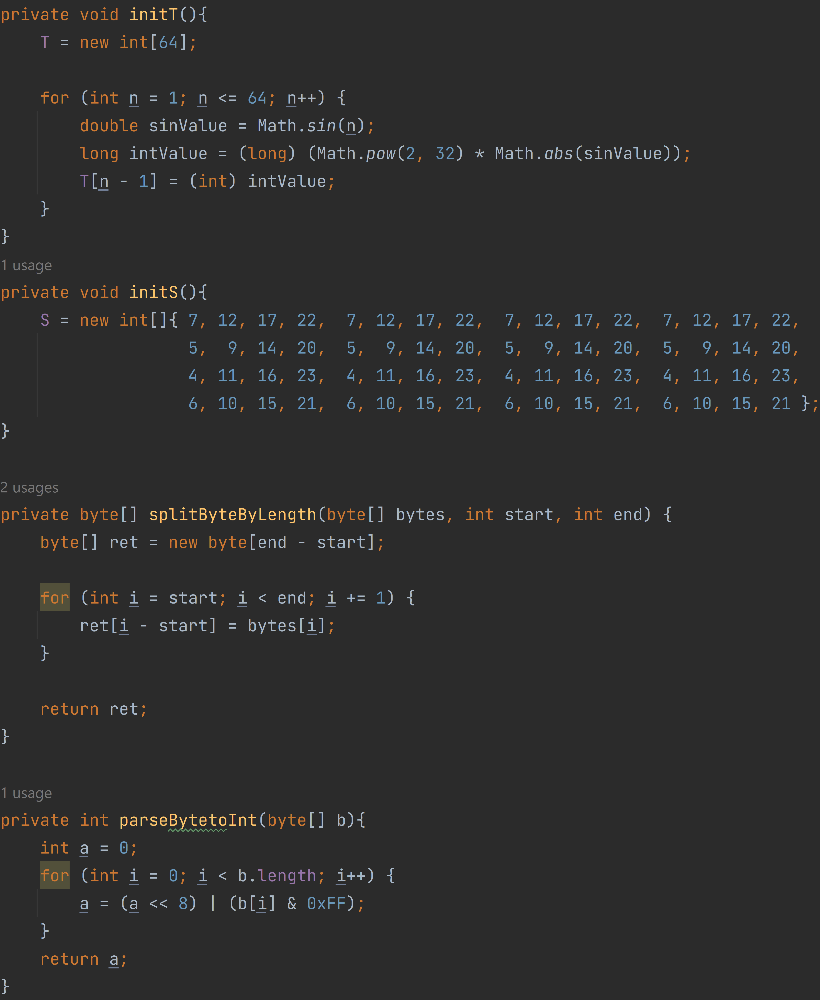 private void initT(){
    T = new int[64];
    for (int n = 1; n <= 64; n++) {
        double sinValue = Math.sin(n);
        long intValue = (long) (Math.pow(2, 32) * Math.abs(sinValue));
        T[n - 1] = (int) intValue;
    }
}
1 usage
private void initS(){
    S = new int[]{ 7, 12, 17, 22,  7, 12, 17, 22,  7, 12, 17, 22,  7, 12, 17, 22,
                   5,  9, 14, 20,  5,  9, 14, 20,  5,  9, 14, 20,  5,  9, 14, 20,
                   4, 11, 16, 23,  4, 11, 16, 23,  4, 11, 16, 23,  4, 11, 16, 23,
                   6, 10, 15, 21,  6, 10, 15, 21,  6, 10, 15, 21,  6, 10, 15, 21 };
}
2 usages
private byte[] splitByteByLength(byte[] bytes, int start, int end) {
    byte[] ret = new byte[end - start];
    for (int i = start; i < end; i += 1) {
        ret[i - start] = bytes[i];
    }
    return ret;
}
1 usage
private int parseBytetoInt(byte[] b){
    int a = 0;
    for (int i = 0; i < b.length; i++) {
        a = (a << 8) | (b[i] & 0xFF);
    }
    return a;
}